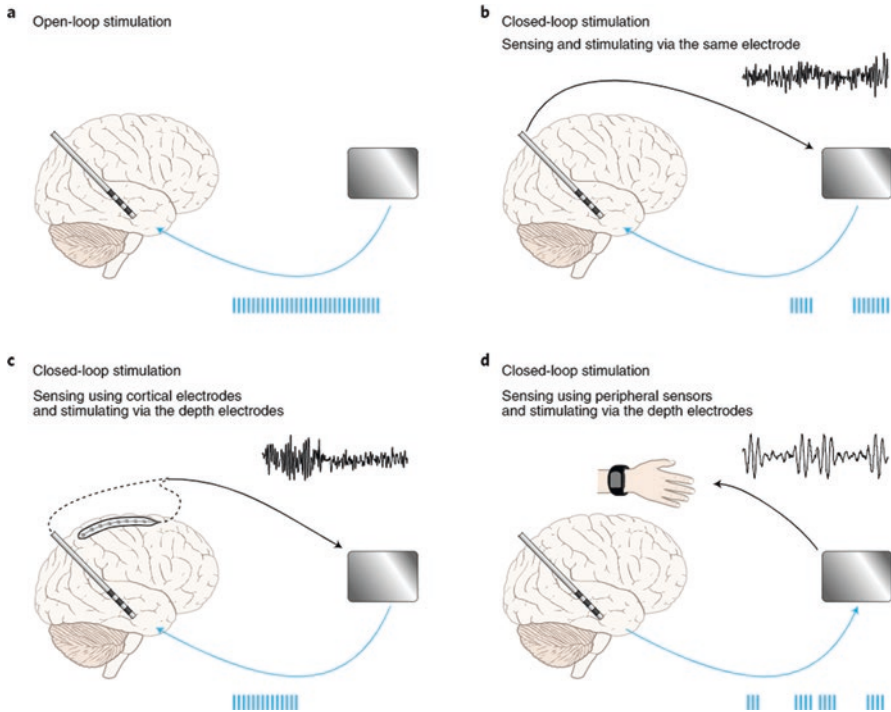 a
Open-loop stimulation
b
Closed-loop stimulation
Sensing and stimulating via the same electrode
c
Closed-loop stimulation
Sensing using cortical electrodes
and stimulating via the depth electrodes
d
Closed-loop stimulation
Sensing using peripheral sensors
and stimulating via the depth electrodes